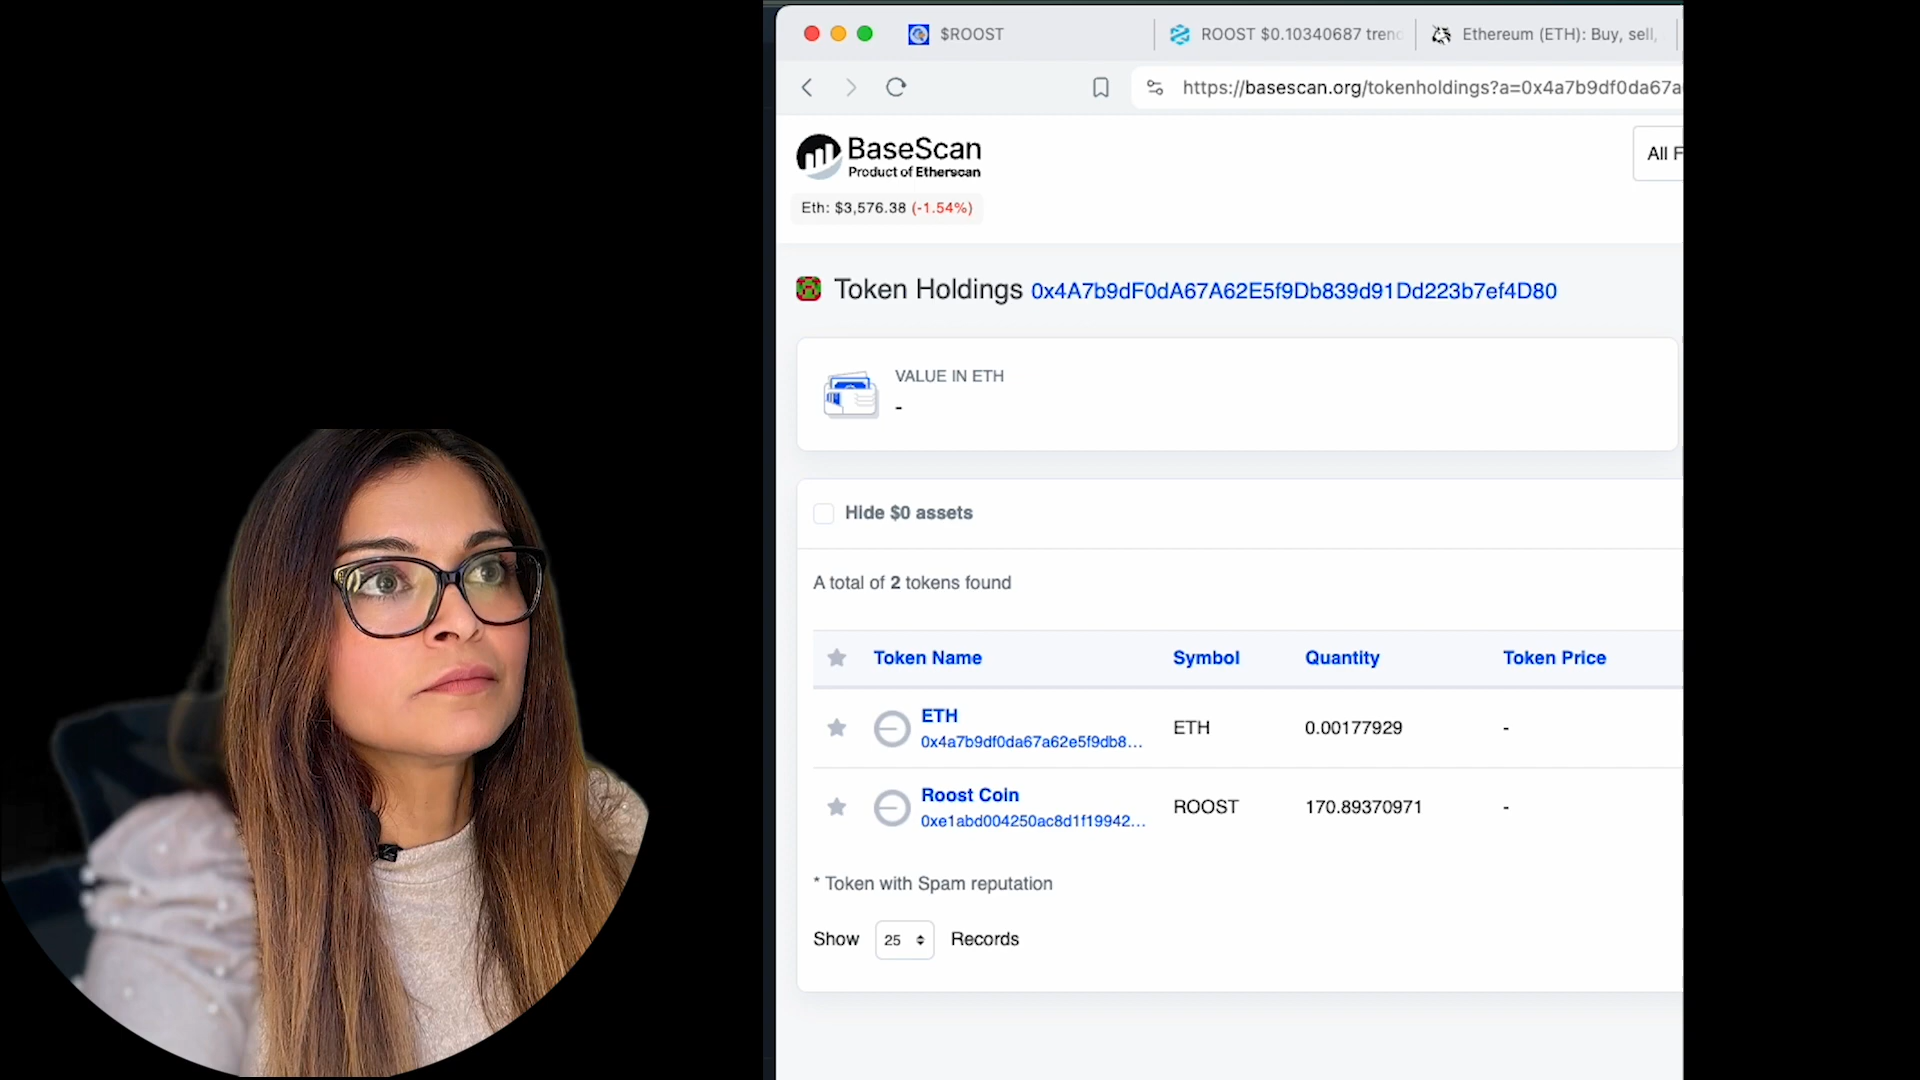 $ROOST
ROOST $0.10340687 trenc
Ethereum (ETH): Buy, sell,
https://basescan.org/tokenholdings?a=0x4a7b9df0da67a
BaseScan
Product of Etherscan
All F
Eth: $3,576.38 (-1.54%)
Token Holdings 0x4A7b9dF0dA67A62E5f9Db839d91Dd223b7ef4D80
VALUE IN ETH
-
Hide $0 assets
A total of 2 tokens found
Token Name Symbol Quantity Token Price
ETH
0x4a7b9df0da67a62e5f9db8...
ETH 0.00177929 -
Roost Coin
0xe1abd004250ac8d1f19942...
ROOST 170.89370971 -
* Token with Spam reputation
Show 25 Records